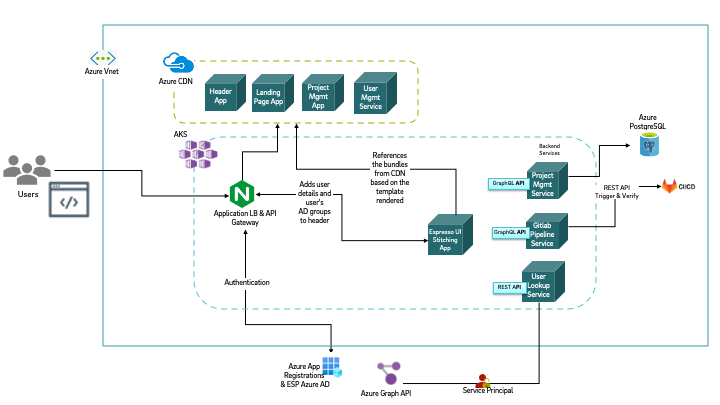 Azure Vnet
Azure CDN
Header
App
Landing
Page App
Project
Mgmt
App
User
Mgmt
Service
AKS
Users
</>
N
Application LB & API
Gateway
Adds user
details and
user's
AD groups
to header
References
the bundles
from CDN
based on the
template
rendered
Espresso UI
Stitching
App
Backend
Services
GraphQL API
Project
Mgmt
Service
GraphQL API
Gitlab
Pipeline
Service
REST API
User
Lookup
Service
Azure
PostgreSQL
REST API
Trigger & Verify
CI/CD
Authentication
Azure App
Registrations
& ESP Azure AD
Azure Graph API
Service Principal